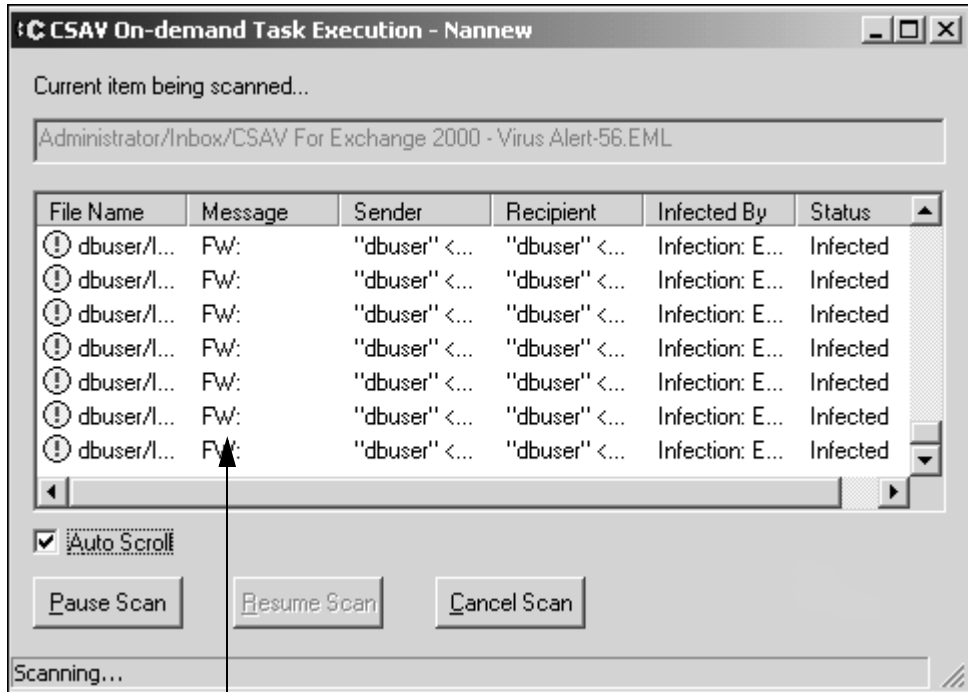 CSAV On-demand Task Execution - Nannew
Current item being scanned...
Administrator/Inbox/CSAV For Exchange 2000 - Virus Alert-56.EML
File Name Message Sender Recipient Infected By Status
dbuser/I... FW: "dbuser" <... "dbuser" <... Infection: E... Infected
dbuser/I... FW: "dbuser" <... "dbuser" <... Infection: E... Infected
dbuser/I... FW: "dbuser" <... "dbuser" <... Infection: E... Infected
dbuser/I... FW: "dbuser" <... "dbuser" <... Infection: E... Infected
dbuser/I... FW: "dbuser" <... "dbuser" <... Infection: E... Infected
dbuser/I... FW: "dbuser" <... "dbuser" <... Infection: E... Infected
dbuser/I... FW: "dbuser" <... "dbuser" <... Infection: E... Infected
Auto Scroll
Pause Scan Resume Scan Cancel Scan
Scanning...